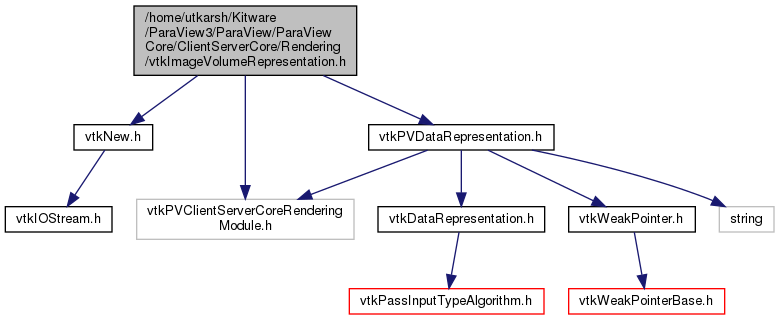 /home/utkarsh/Kitware
/ParaView3/ParaView/ParaView
Core/ClientServerCore/Rendering
/vtkImageVolumeRepresentation.h
vtkNew.h
vtkPVDataRepresentation.h
vtkIOStream.h
vtkPVClientServerCoreRendering
Module.h
vtkDataRepresentation.h
vtkWeakPointer.h
string
vtkPassInputTypeAlgorithm.h
vtkWeakPointerBase.h